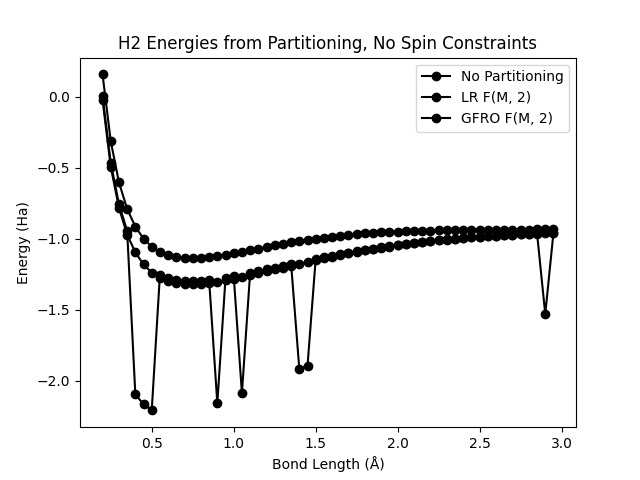 H2 Energies from Partitioning, No Spin Constraints
No Partitioning
LR F(M, 2)
GFRO F(M, 2)
Energy (Ha)
0.0
−0.5
−1.0
−1.5
−2.0
0.5
1.0
1.5
2.0
2.5
3.0
Bond Length (Å)